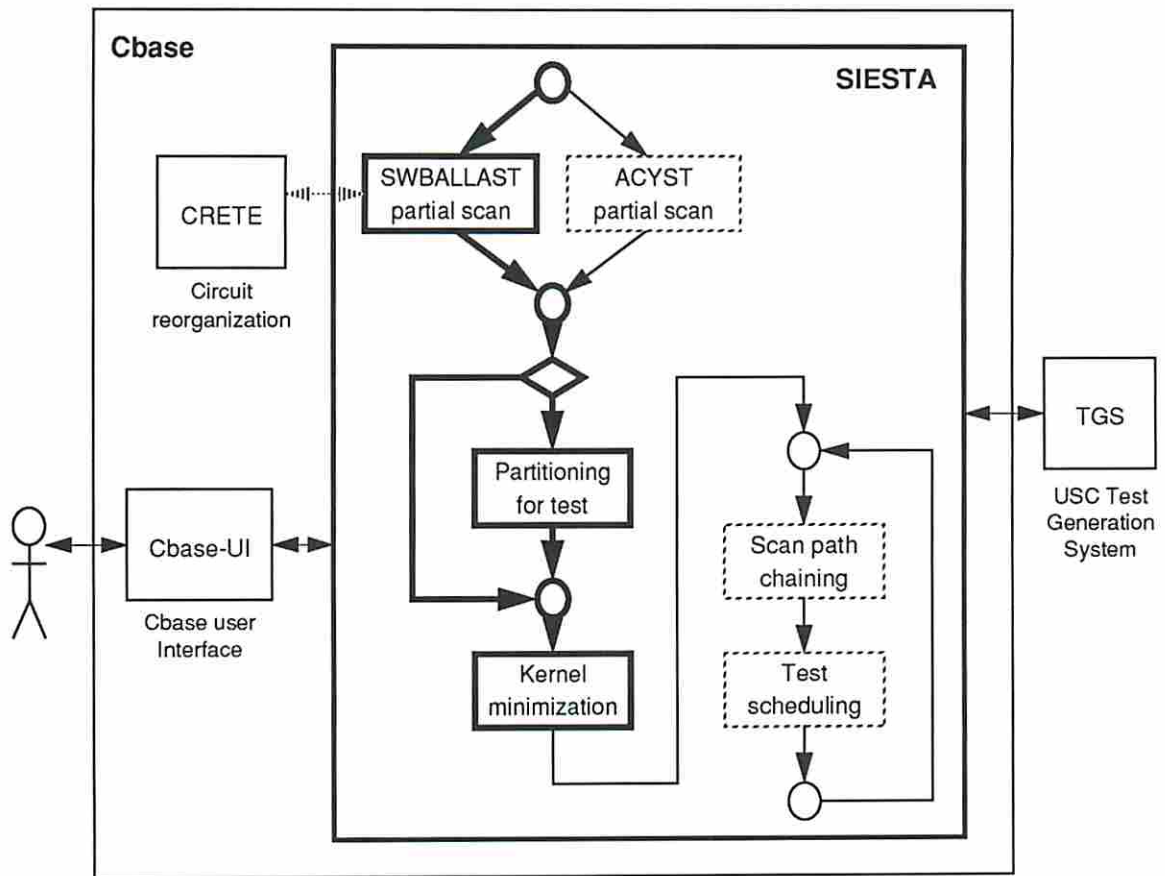 Cbase
SIESTA
SWBALLAST
partial scan
ACYST
partial scan
CRETE
Circuit
reorganization
TGS
USC Test
Generation
System
Partitioning
for test
Cbase-UI
Cbase user
Interface
Scan path
chaining
Kernel
minimization
Test
scheduling